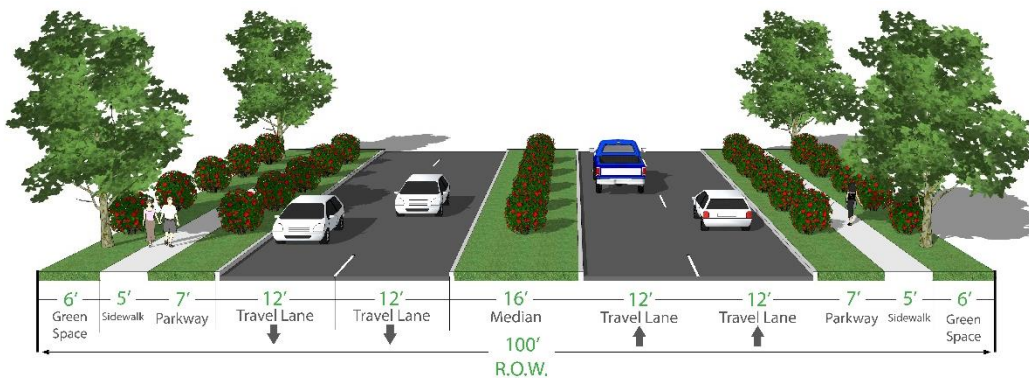 6' 5' 7' 12' 12' 16' 12' 12' 7' 5' 6'
Green Space Sidewalk Parkway Travel Lane Travel Lane Median Travel Lane Travel Lane Parkway Sidewalk Green Space
100'
R.O.W.